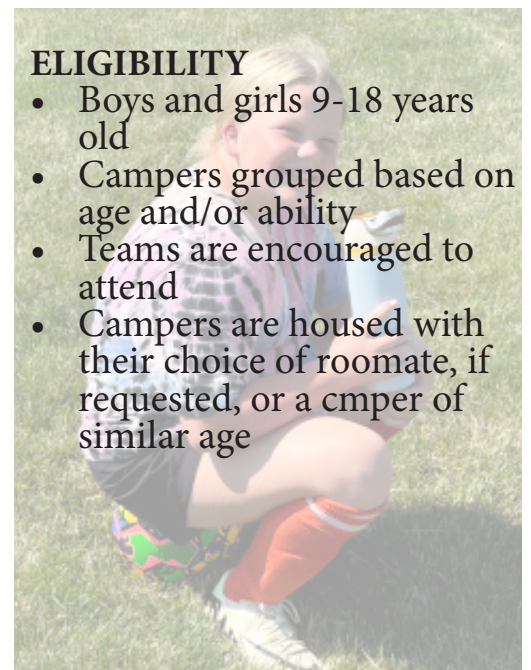 ELIGIBILITY
• Boys and girls 9-18 years
old
• Campers grouped based on
age and/or ability
• Teams are encouraged to
attend
• Campers are housed with
their choice of roomate, if
requested, or a cmper of
similar age